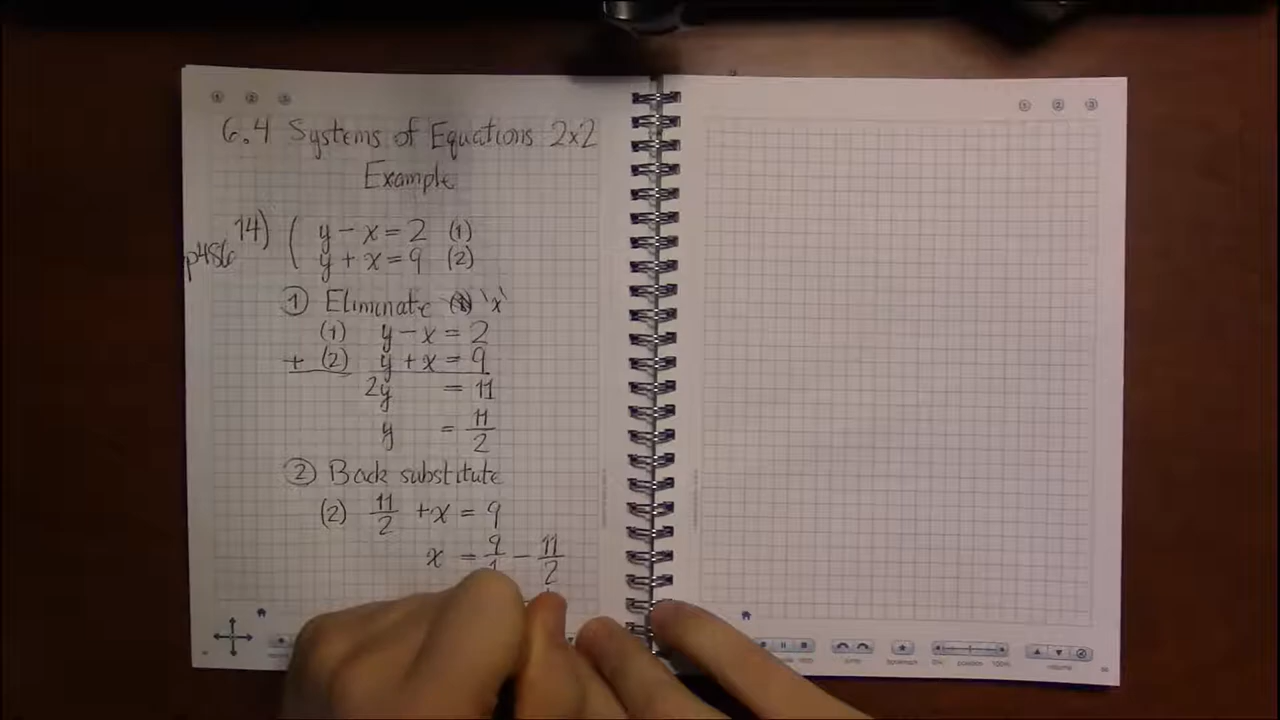 6.4 Systems of Equations 2x2
Example
p486 14) ( y - x = 2 (1)
y + x = 9 (2)
① Eliminate 'x'
(1) y - x = 2
+ (2) y + x = 9
2y = 11
y = 11/2
② Back substitute
(2) 11/2 + x = 9
x = 9/1 - 11/2